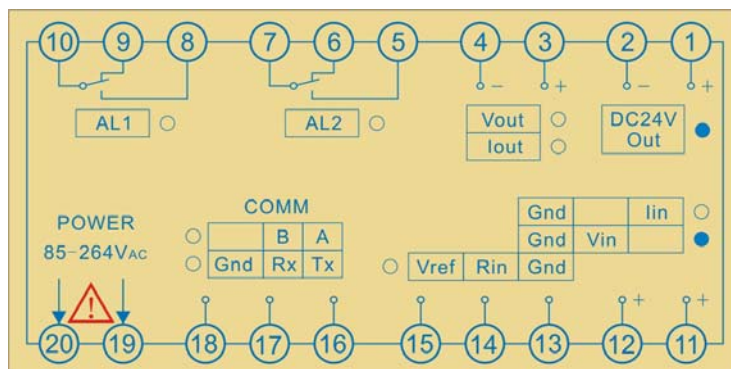 10 9 8 7 6 5 4 3 2 1
- + - +
AL1 AL2 Vout DC24V
Iout Out
COMM
POWER
85-264VAC
B A
Gnd Rx Tx
Gnd Iin
Gnd Vin
Vref Rin Gnd
!
+ +
20 19 18 17 16 15 14 13 12 11